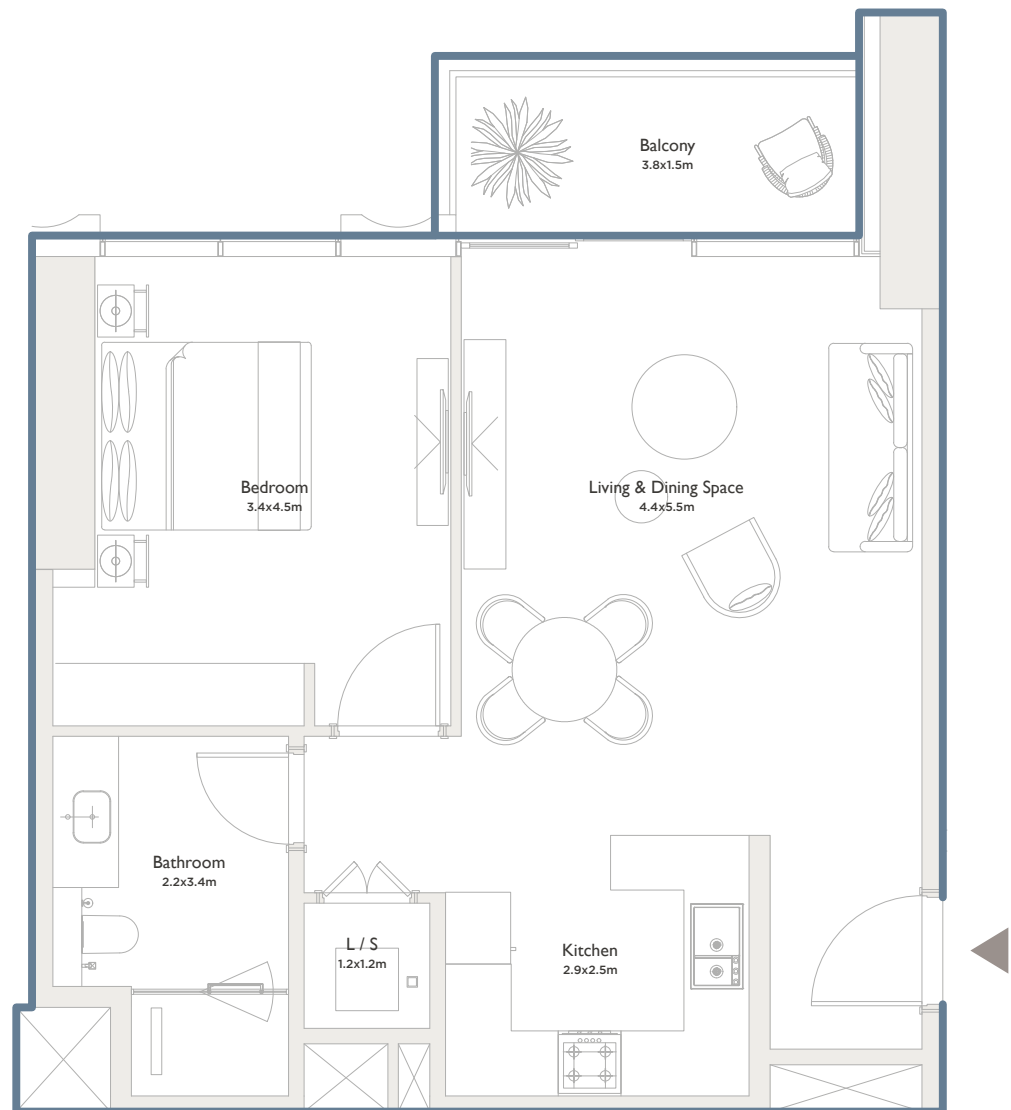 Balcony
3.8x1.5m
Bedroom
3.4x4.5m
Living & Dining Space
4.4x5.5m
Bathroom
2.2x3.4m
L / S
1.2x1.2m
Kitchen
2.9x2.5m